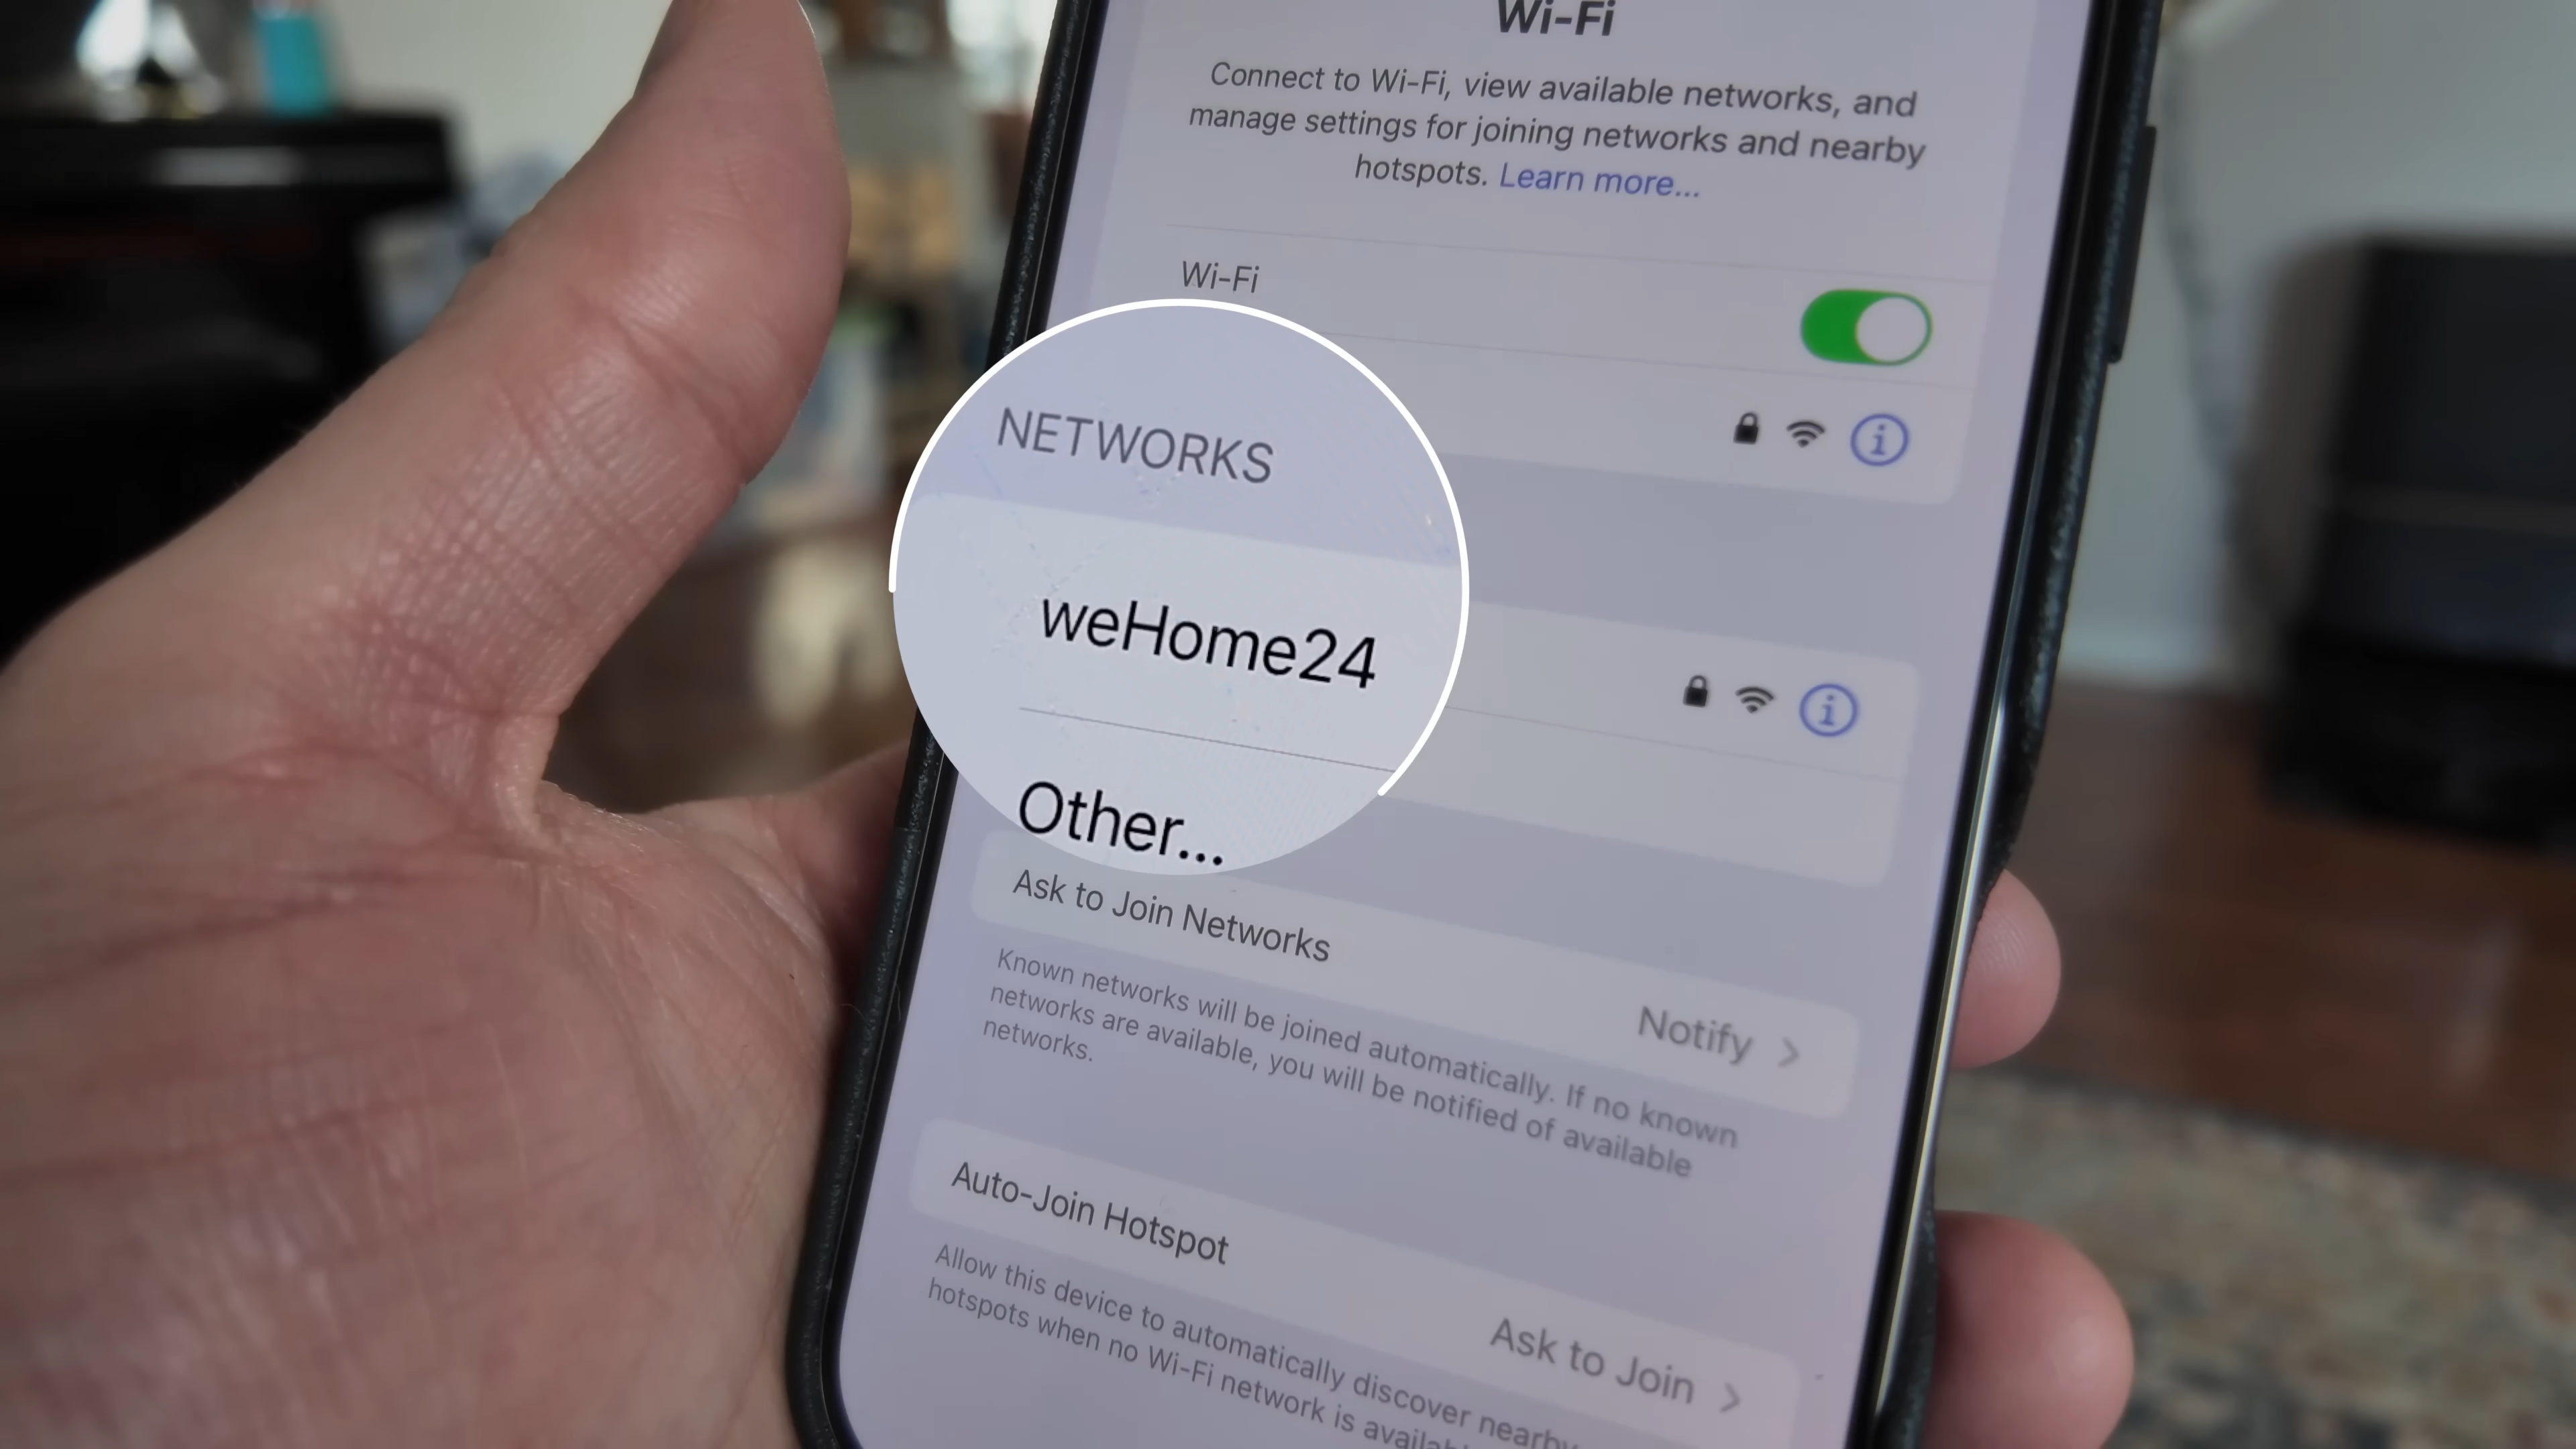 Wi-Fi
Connect to Wi-Fi, view available networks, and
manage settings for joining networks and nearby
hotspots. Learn more...
Wi-Fi
NETWORKS
weHome24
Other...
Ask to Join Networks
Notify
Known networks will be joined automatically. If no known
networks are available, you will be notified of available
networks.
Auto-Join Hotspot
Ask to Join
Allow this device to automatically discover nearby
hotspots when no Wi-Fi network is